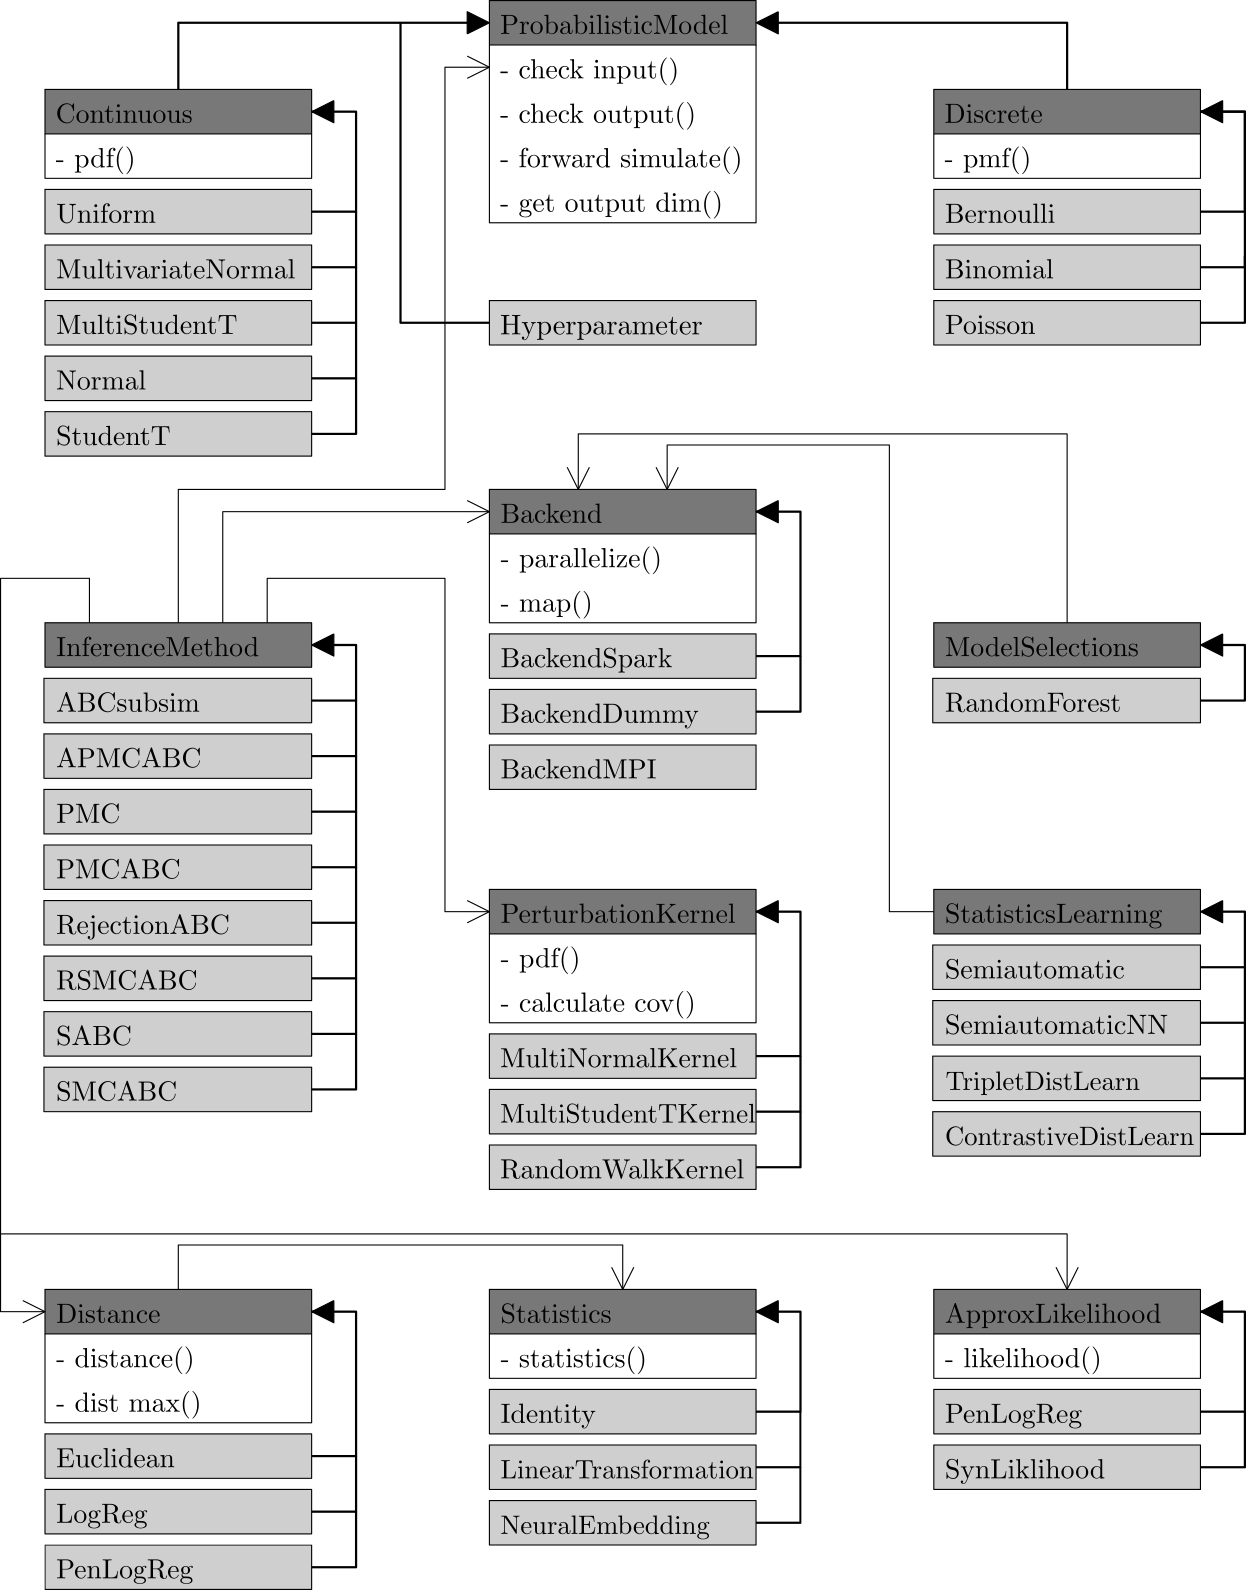 ProbabilisticModel
- check input()
- check output()
- forward simulate()
- get output dim()
Continuous
- pdf()
Uniform
MultivariateNormal
MultiStudentT
Normal
StudentT
Hyperparameter
Discrete
- pmf()
Bernoulli
Binomial
Poisson
Backend
- parallelize()
- map()
BackendSpark
BackendDummy
BackendMPI
InferenceMethod
ABCsubsim
APMCABC
PMC
PMCABC
RejectionABC
RSMCABC
SABC
SMCABC
ModelSelections
RandomForest
PerturbationKernel
- pdf()
- calculate cov()
MultiNormalKernel
MultiStudentTKernel
RandomWalkKernel
StatisticsLearning
Semiautomatic
SemiautomaticNN
TripletDistLearn
ContrastiveDistLearn
Distance
- distance()
- dist max()
Euclidean
LogReg
PenLogReg
Statistics
- statistics()
Identity
LinearTransformation
NeuralEmbedding
ApproxLikelihood
- likelihood()
PenLogReg
SynLiklihood